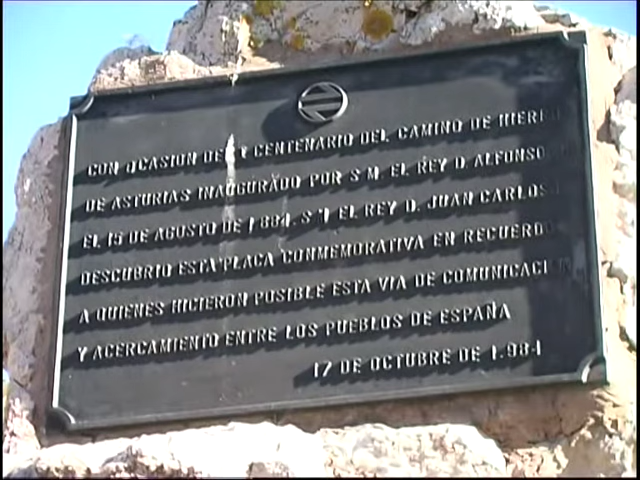 CON OCASION DEL I CENTENARIO DEL CAMINO DE HIERRO
DE ASTURIAS INAUGURADO POR S.M. EL REY D. ALFONSO
EL 15 DE AGOSTO DE 1.884, S.M. EL REY D. JUAN CARLOS I
DESCUBRIO ESTA PLACA CONMEMORATIVA EN RECUERDO
A QUIENES HICIERON POSIBLE ESTA VIA DE COMUNICACION
Y ACERCAMIENTO ENTRE LOS PUEBLOS DE ESPAÑA
17 DE OCTUBRE DE 1.984